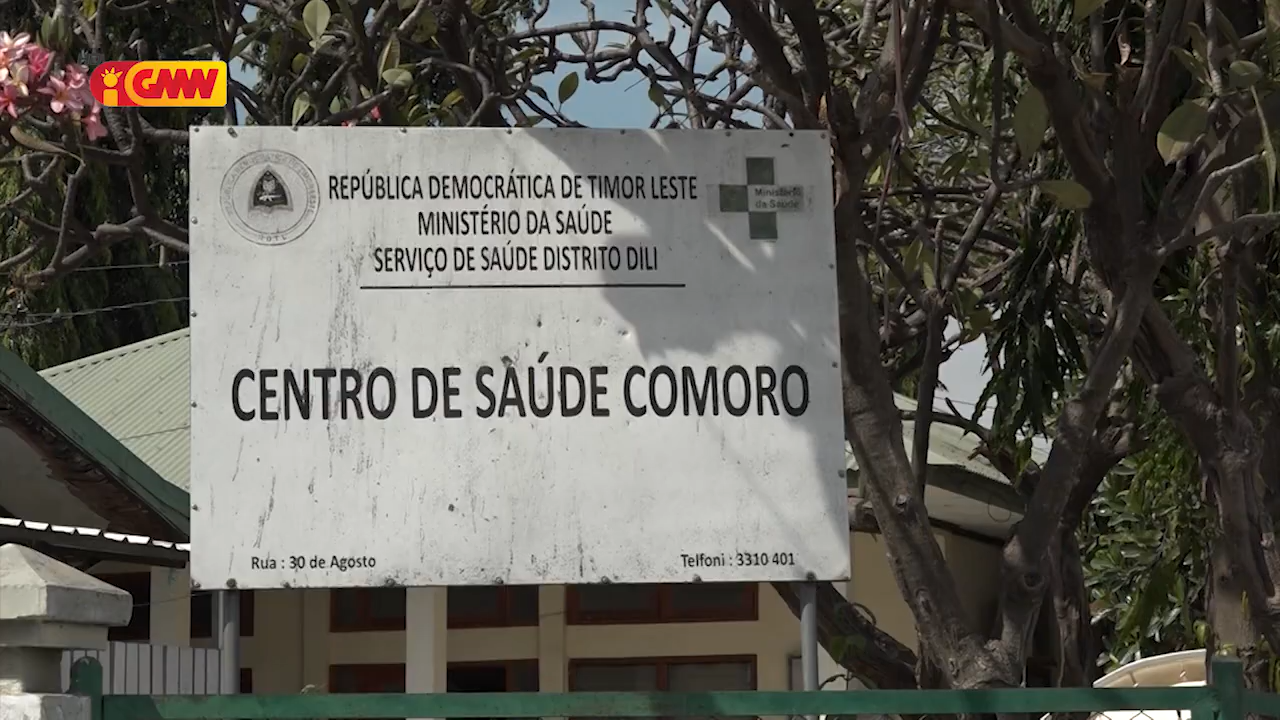 GMW
REPÚBLICA DEMOCRÁTICA DE TIMOR LESTE
MINISTÉRIO DA SAÚDE
SERVIÇO DE SAÚDE DISTRITO DILI
Ministério
da Saúde
CENTRO DE SAÚDE COMORO
Rua : 30 de Agosto
Telfoni : 3310 401